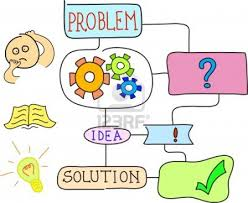 PROBLEM
?
IDEA
!
SOLUTION
123RF